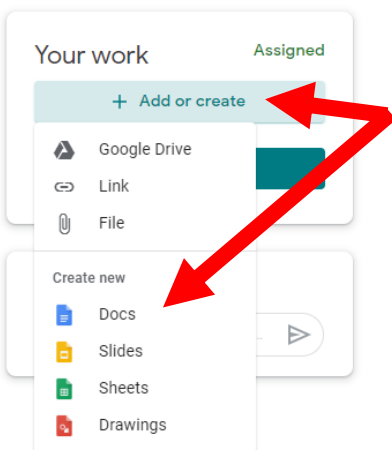 Your work Assigned
+ Add or create
Google Drive
Link
File
Create new
Docs
Slides
Sheets
Drawings